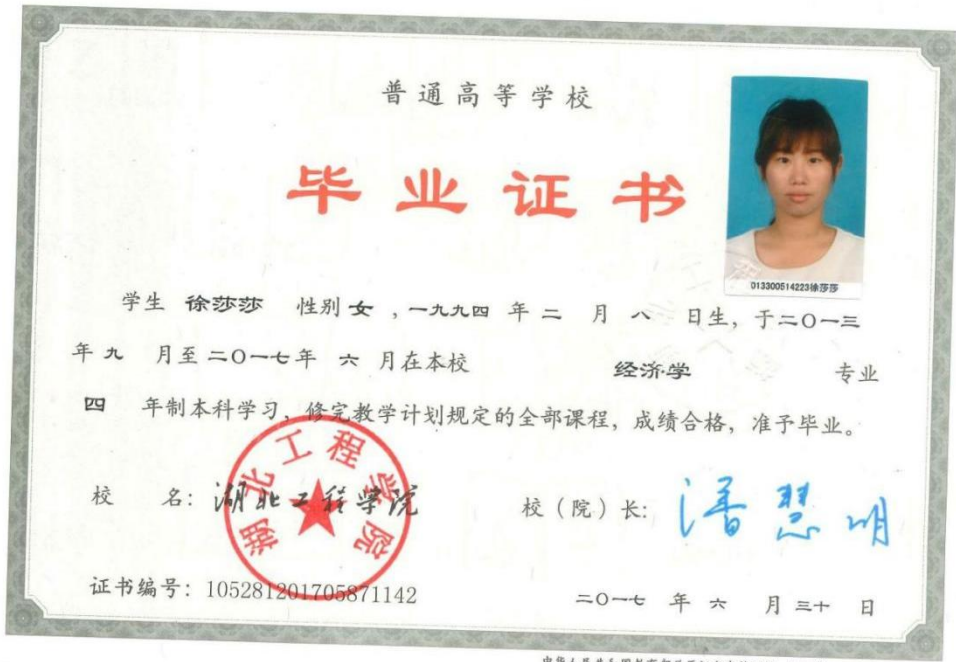 普通高等学校
毕业证书
013300514223徐莎莎
学生 徐莎莎 性别 女 ,一九九四 年 二 月 八 日生, 于二〇一三
年 九 月至 二〇一七年 六 月在本校 经济学 专业
四 年制本科学习, 修完教学计划规定的全部课程, 成绩合格, 准予毕业。
校 名: 湖北工程学院
湖北工程学院
校(院)长: 潘慧明
证书编号: 105281201705871142
二〇一七 年 六 月 三十 日